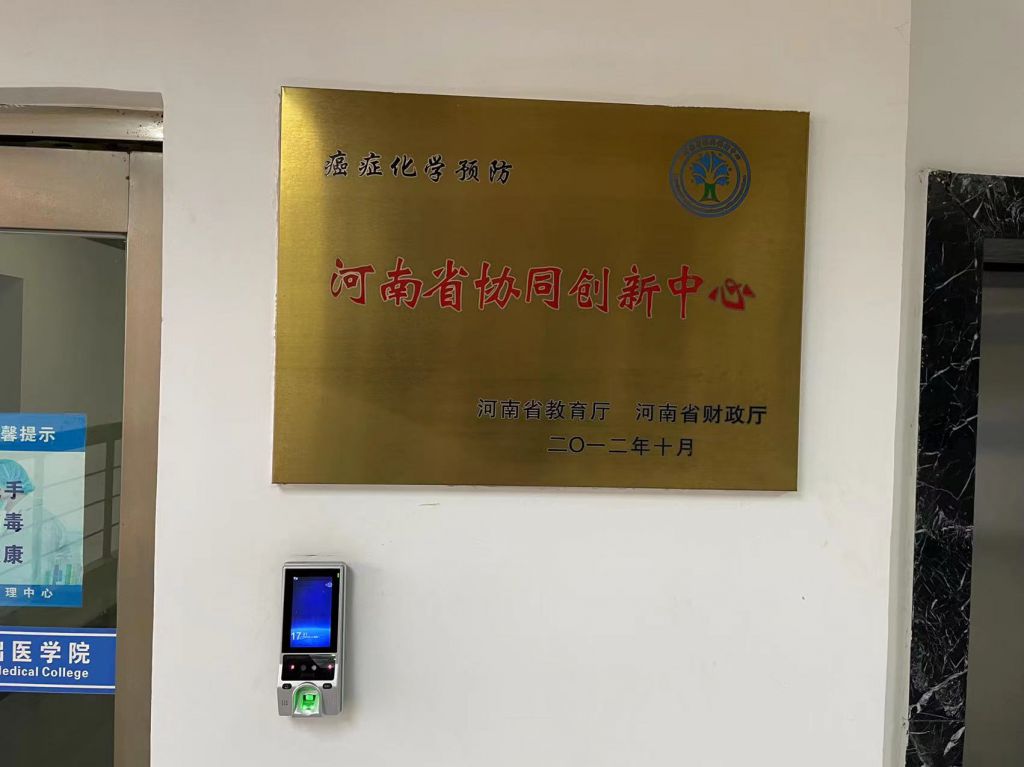 癌症化学预防
河南省协同创新中心
河南省教育厅 河南省财政厅
二〇一二年十月
馨提示
手
毒
康
理中心
医学院
Medical College
17